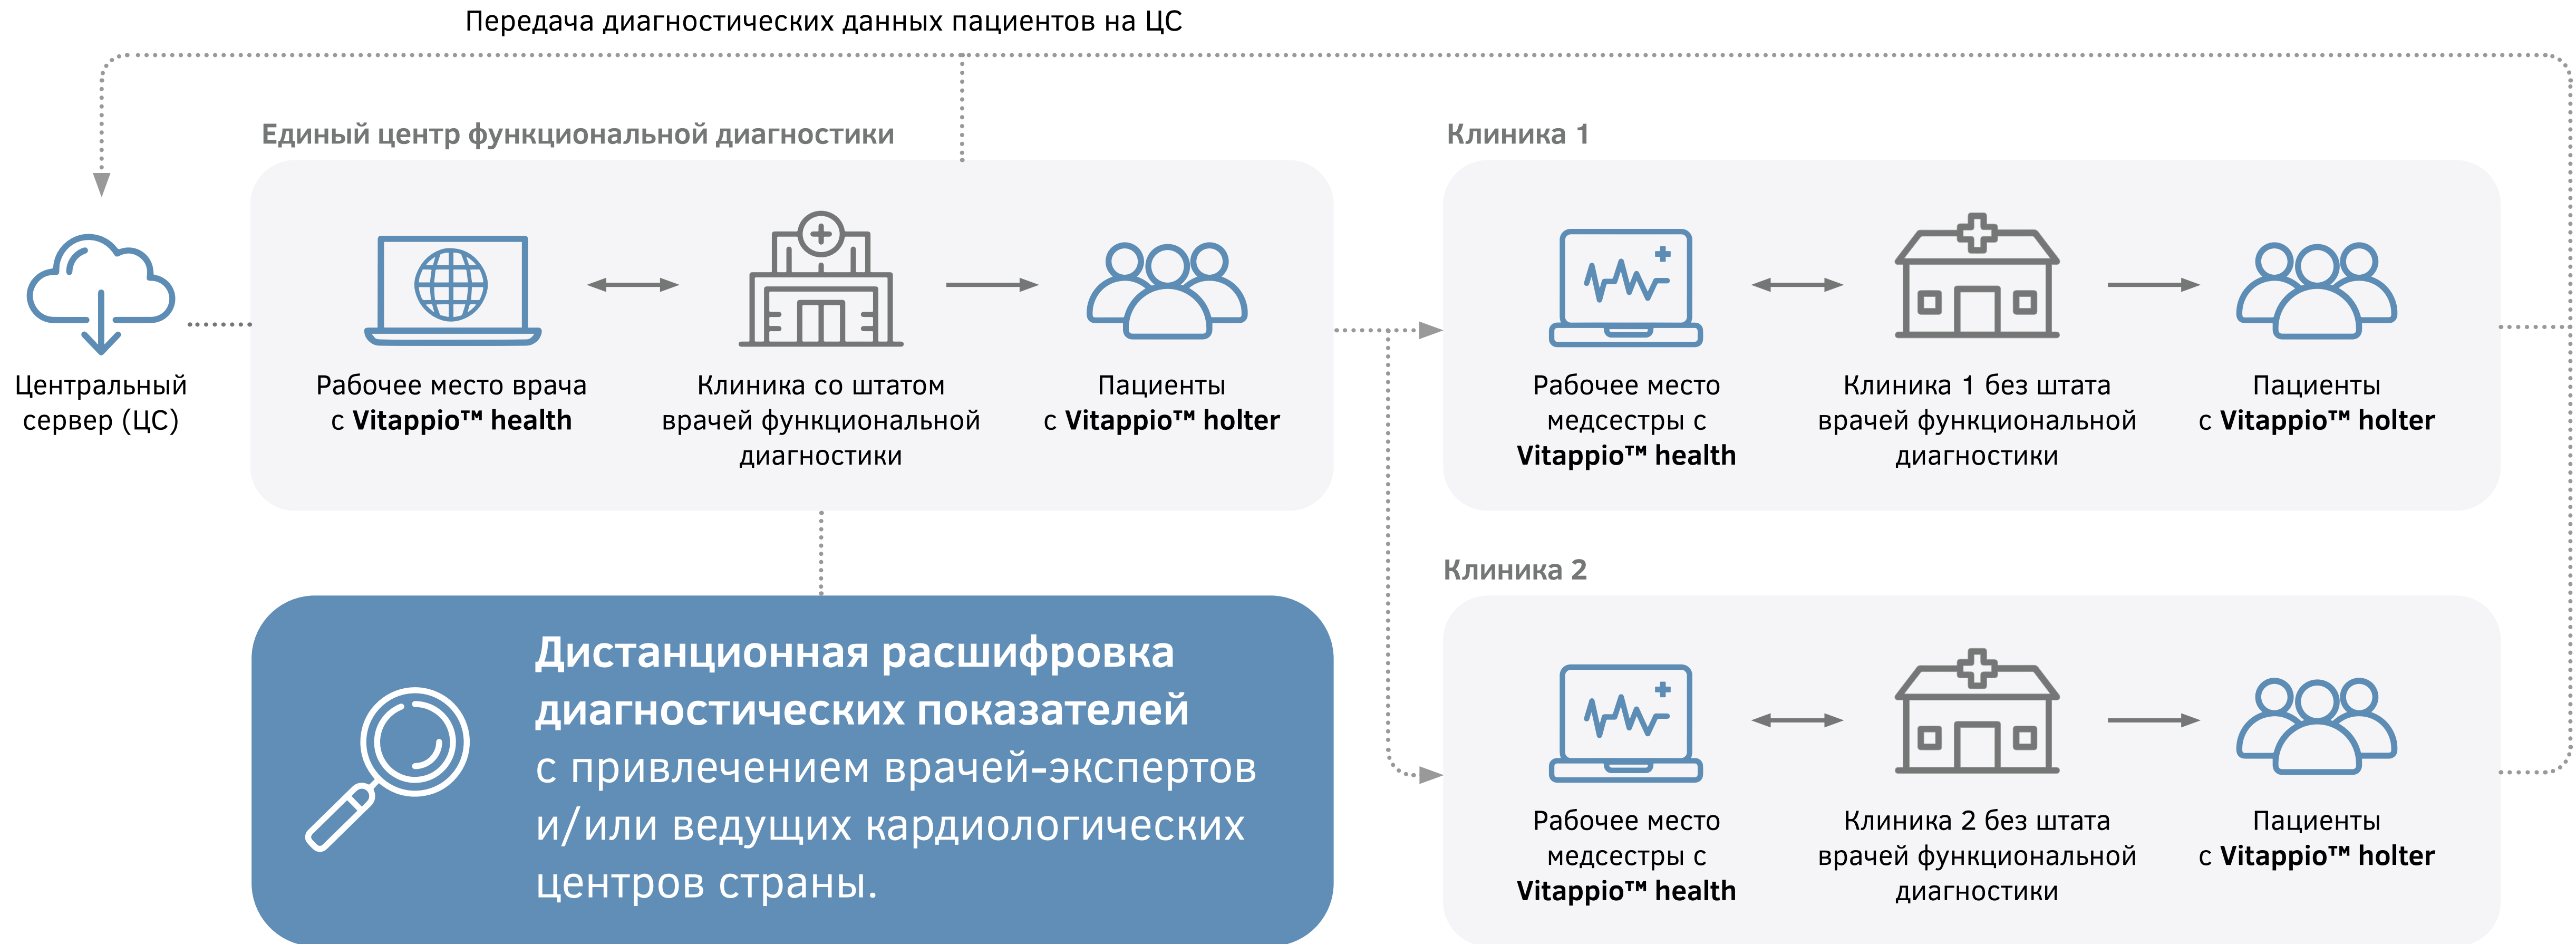 Передача диагностических данных пациентов на ЦС
Центральный
сервер (ЦС)
Единый центр функциональной диагностики
Рабочее место врача
с Vitappio™ health
Клиника со штатом
врачей функциональной
диагностики
Пациенты
с Vitappio™ holter
Клиника 1
Рабочее место
медсестры с
Vitappio™ health
Клиника 1 без штата
врачей функциональной
диагностики
Пациенты
с Vitappio™ holter
Дистанционная расшифровка
диагностических показателей
с привлечением врачей-экспертов
и/или ведущих кардиологических
центров страны.
Клиника 2
Рабочее место
медсестры с
Vitappio™ health
Клиника 2 без штата
врачей функциональной
диагностики
Пациенты
с Vitappio™ holter